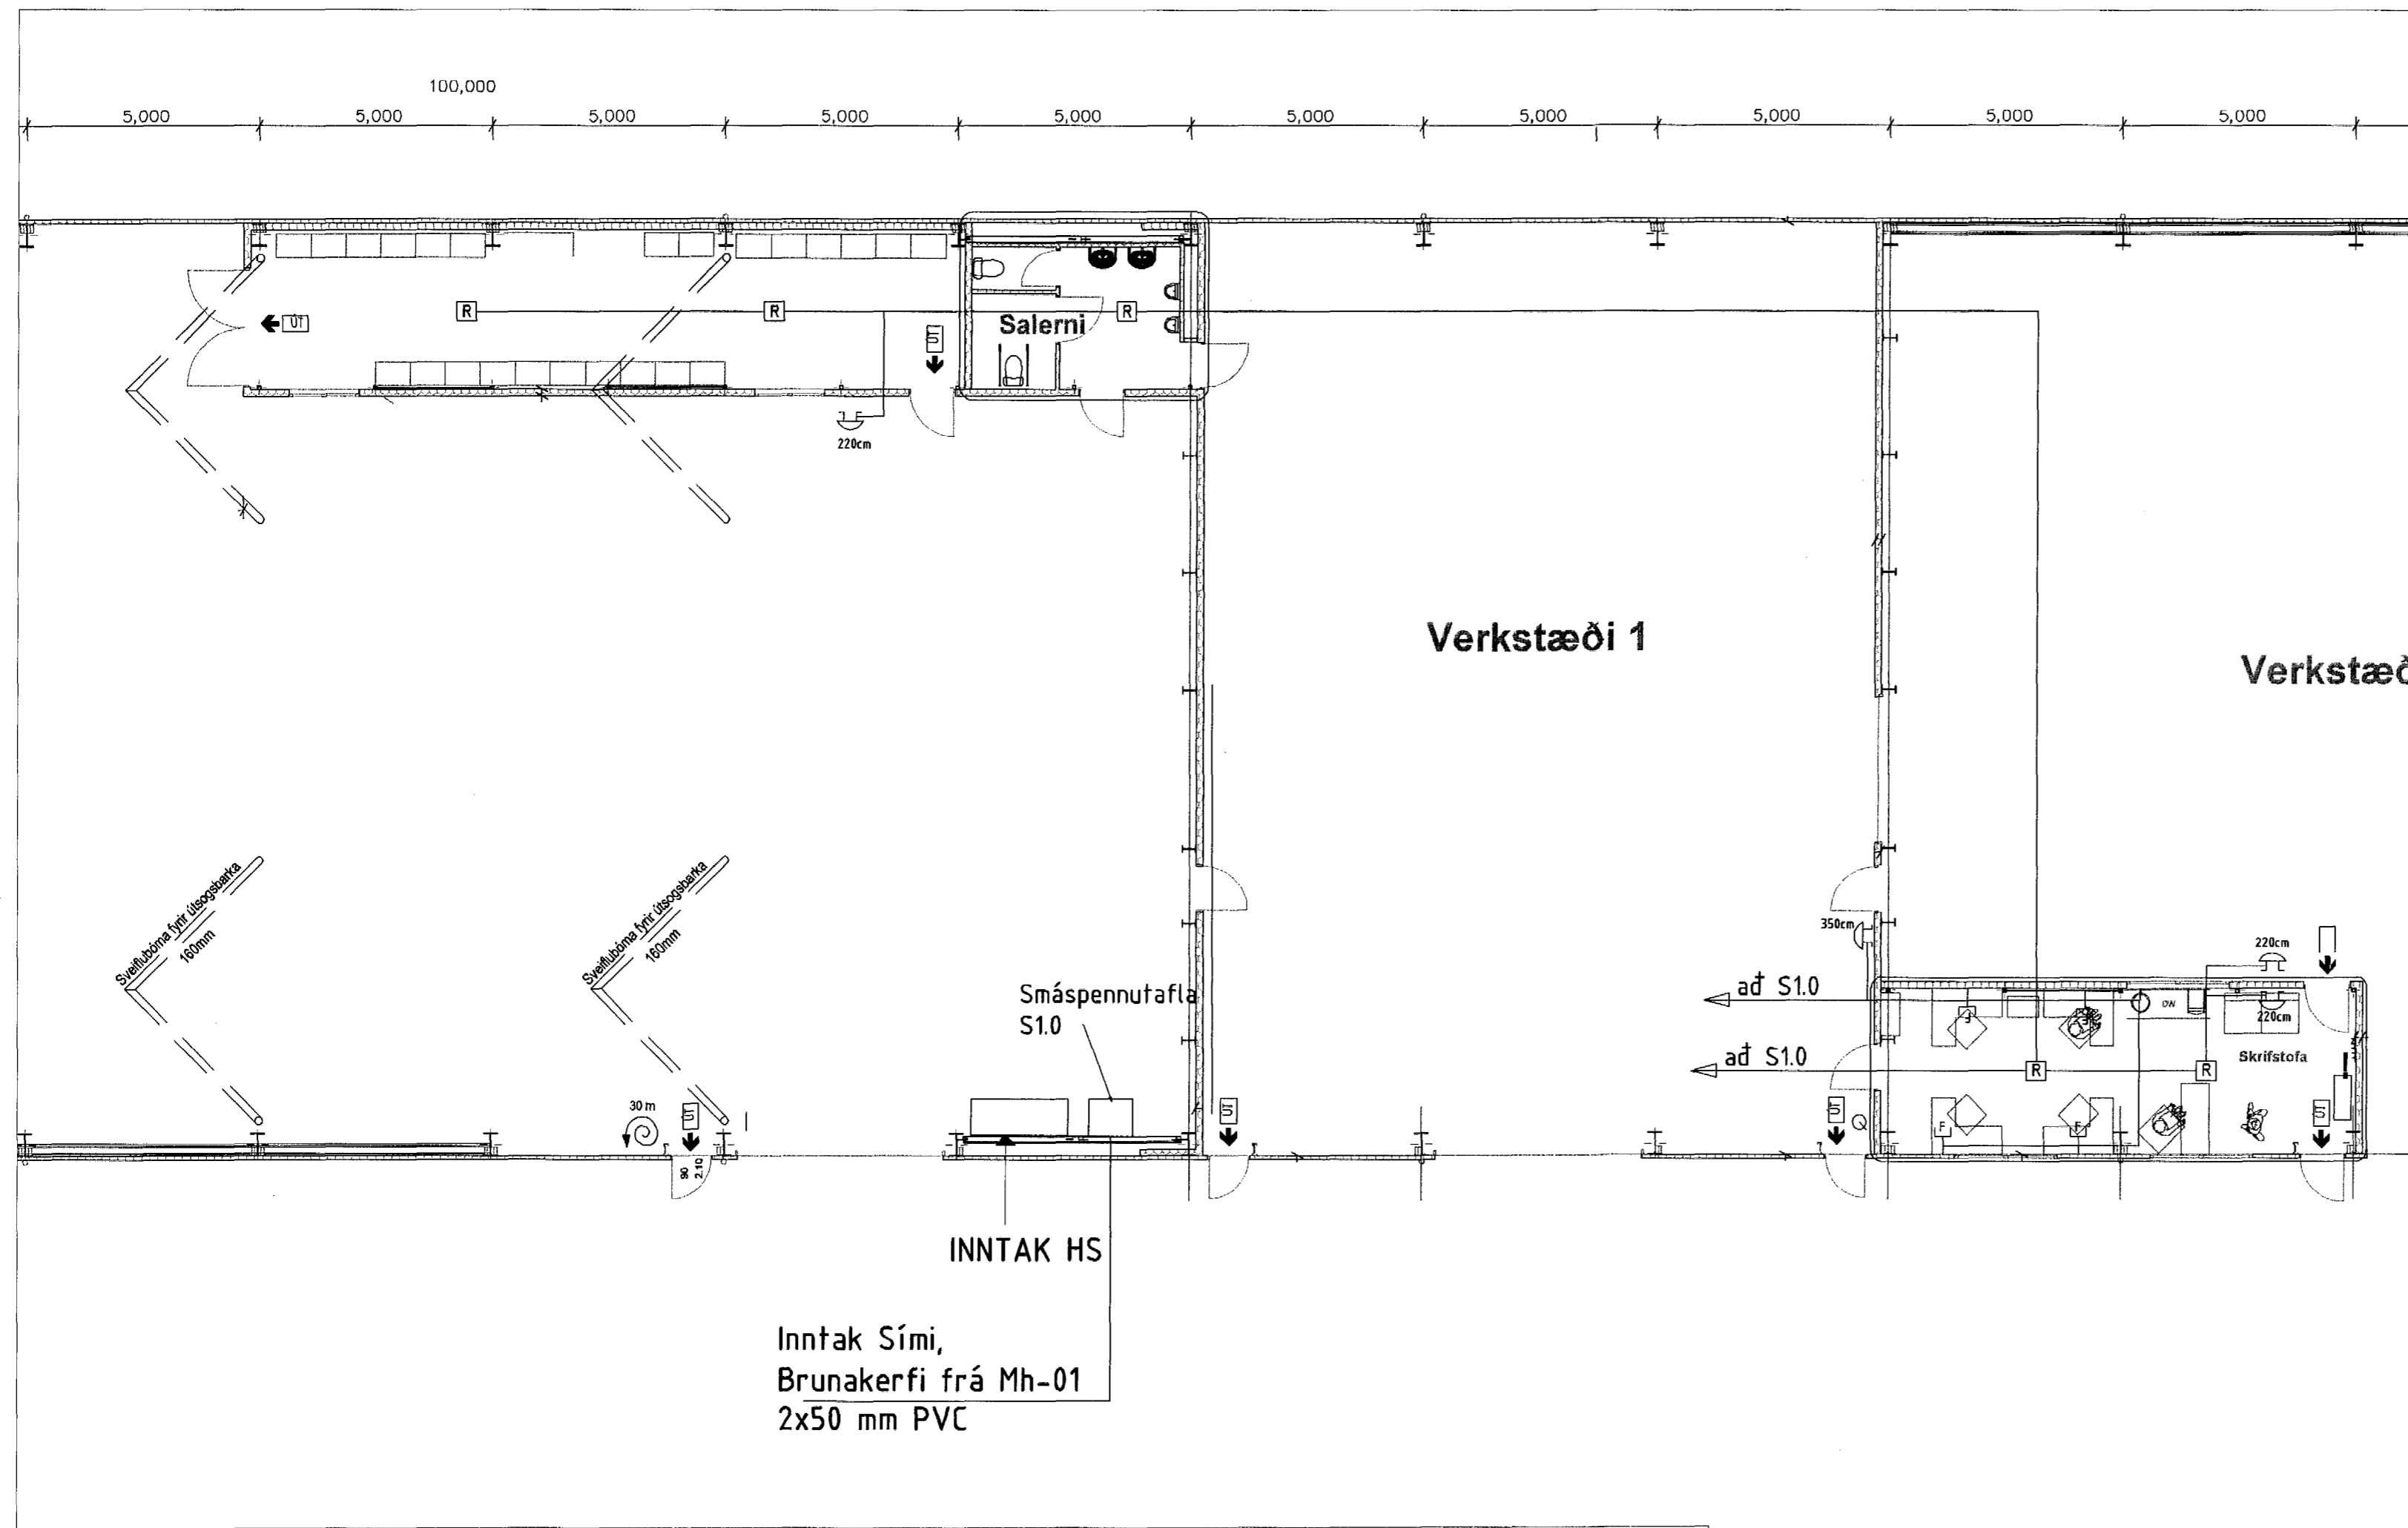 100,000
5,000 5,000 5,000 5,000 5,000 5,000 5,000 5,000 5,000 5,000
R R R
ÚT
ÚT
Salerni
220cm
Verkstæði 1
Verkstæð
Sveiflubóma fyrir útsogsbarka
160mm
Sveiflubóma fyrir útsogsbarka
160mm
350cm
220cm
Smáspennutafla
S1.0
að S1.0
DW
220cm
að S1.0
R R
Skrifstofa
30 m
ÚT
ÚT
ÚT
ÚT
F F
F F
90
2.10
INNTAK HS
Inntak Sími,
Brunakerfi frá Mh-01
2x50 mm PVC